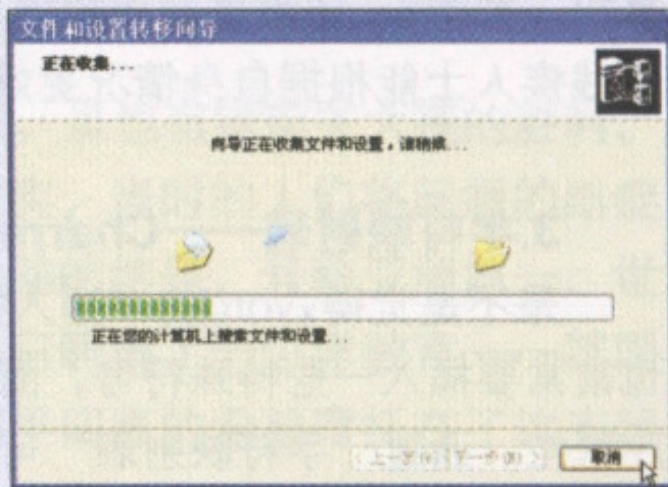 文件和设置转移向导
正在收集...
向导正在收集文件和设置，请稍候...
正在您的计算机上搜索文件和设置...
取消